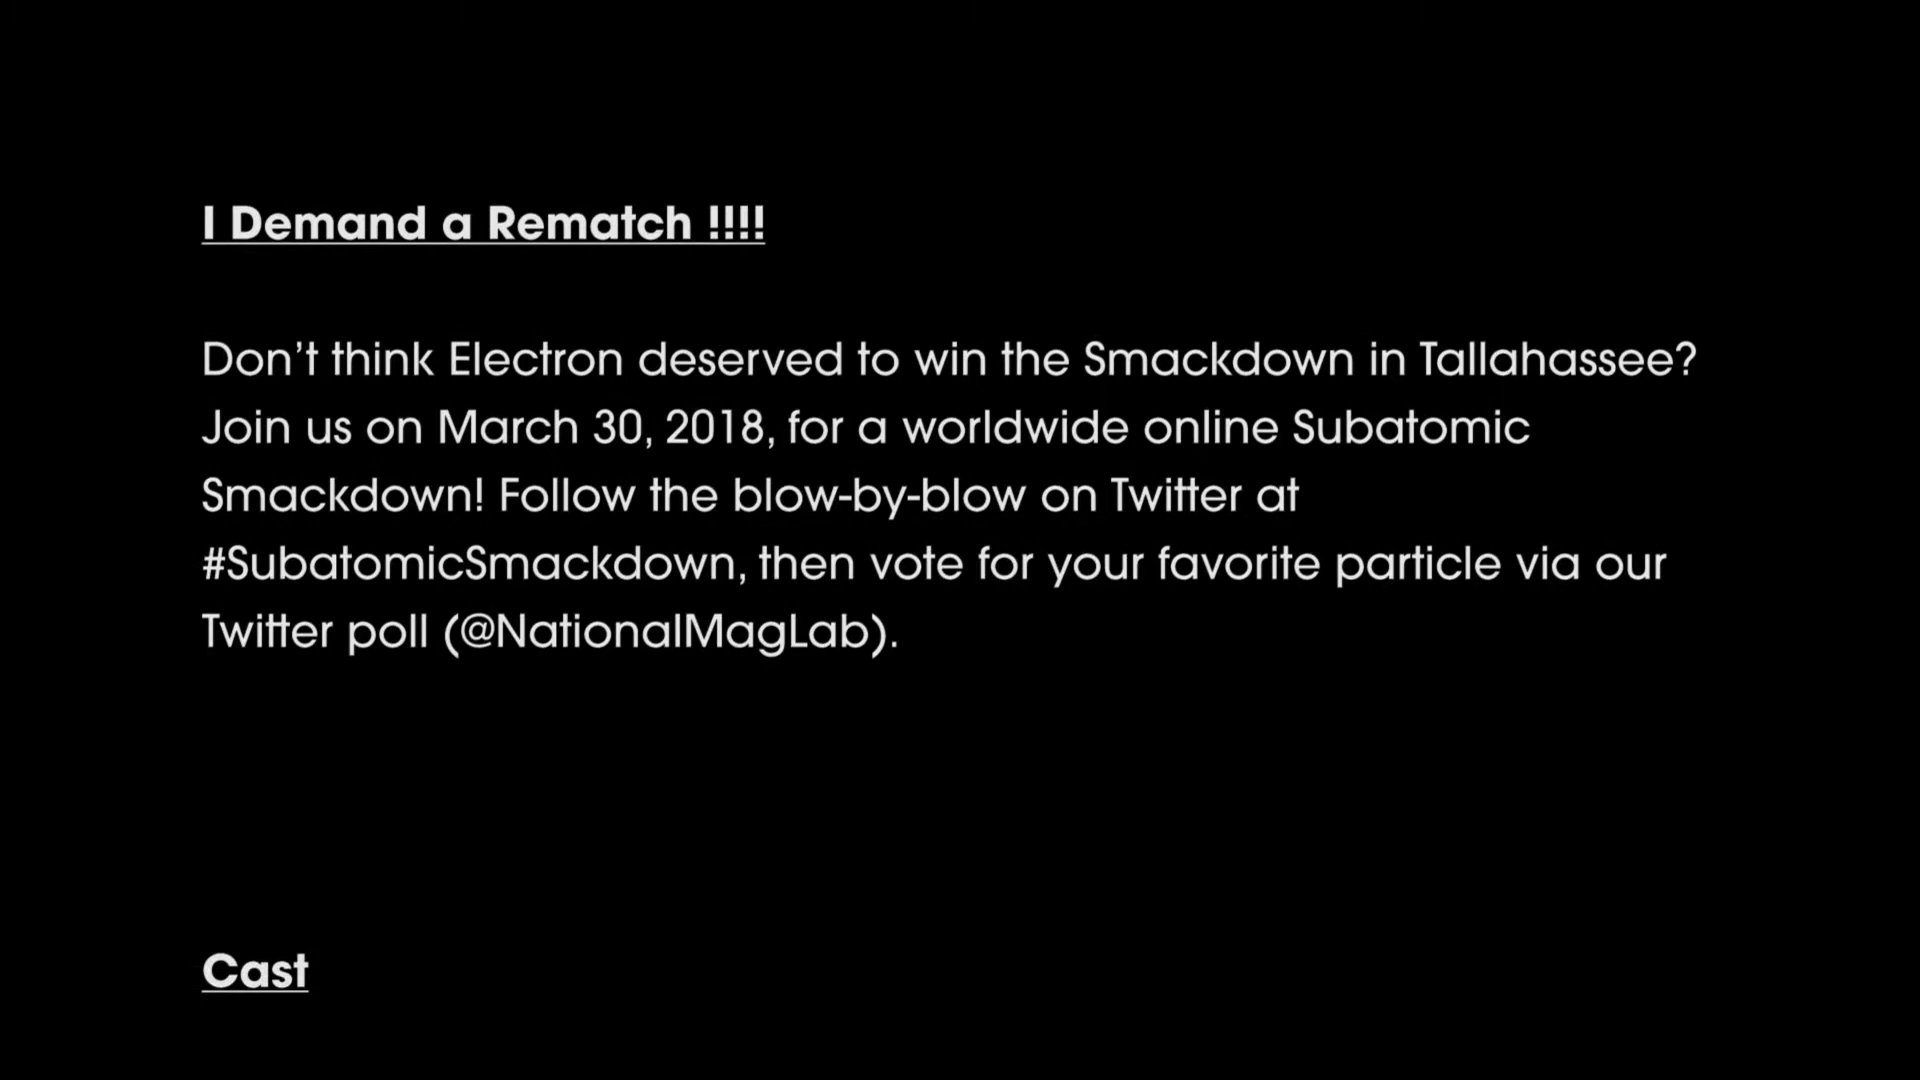 I Demand a Rematch !!!!
Don't think Electron deserved to win the Smackdown in Tallahassee?
Join us on March 30, 2018, for a worldwide online Subatomic
Smackdown! Follow the blow-by-blow on Twitter at
#SubatomicSmackdown, then vote for your favorite particle via our
Twitter poll (@NationalMagLab).
Cast